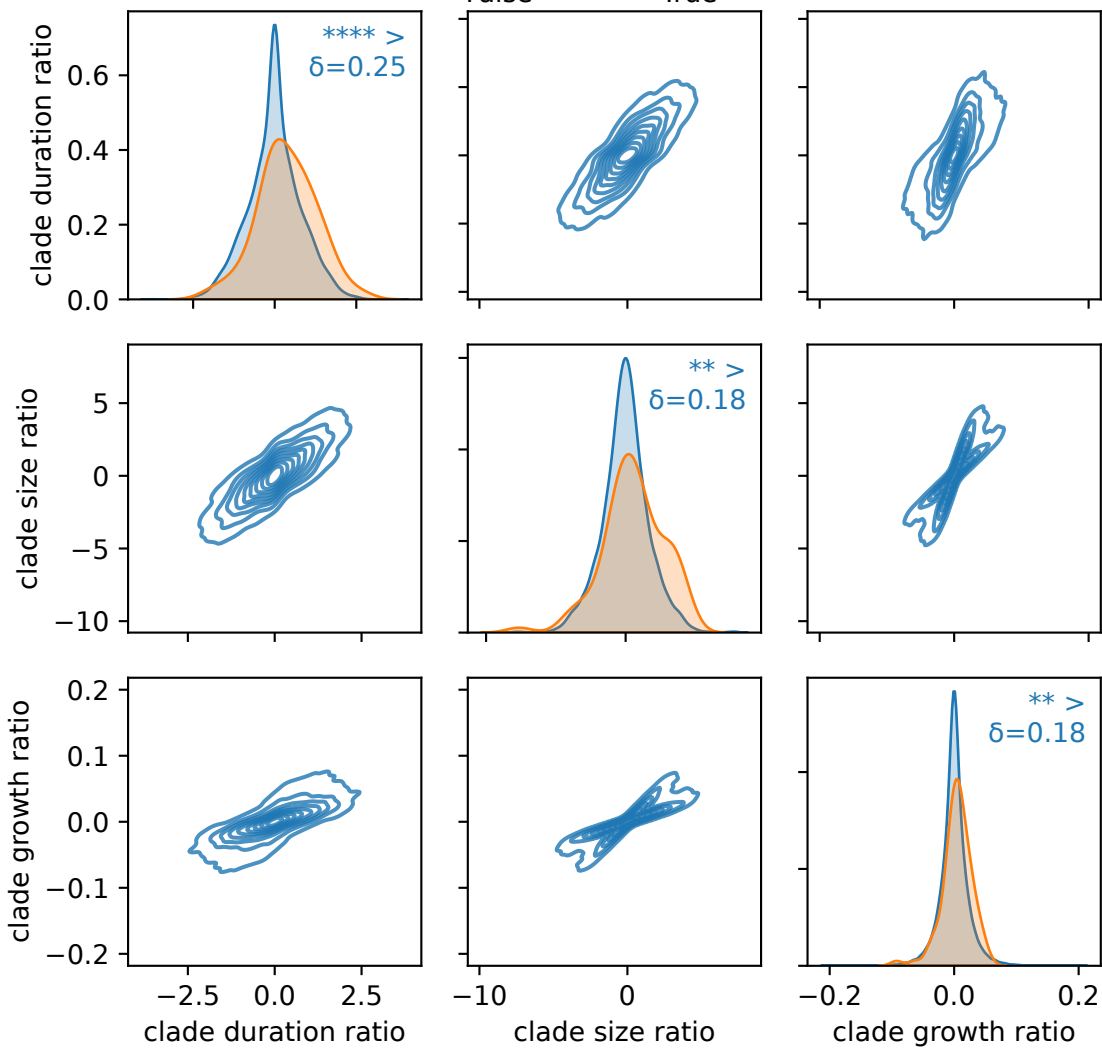 clade duration ratio
0.6
0.4
0.2
0.0
**** >
δ=0.25
clade size ratio
5
0
−5
−10
** >
δ=0.18
clade growth ratio
0.2
0.1
0.0
−0.1
−0.2
** >
δ=0.18
−2.5
0.0
2.5
−10
0
−0.2
0.0
0.2
clade duration ratio
clade size ratio
clade growth ratio